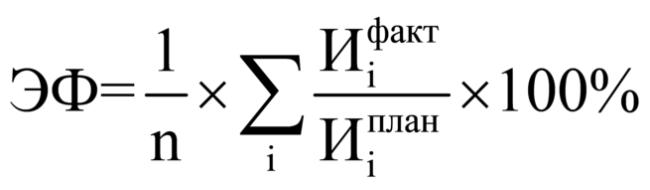 ЭФ = 1/n × ∑_i И_i^факт / И_i^план × 100%